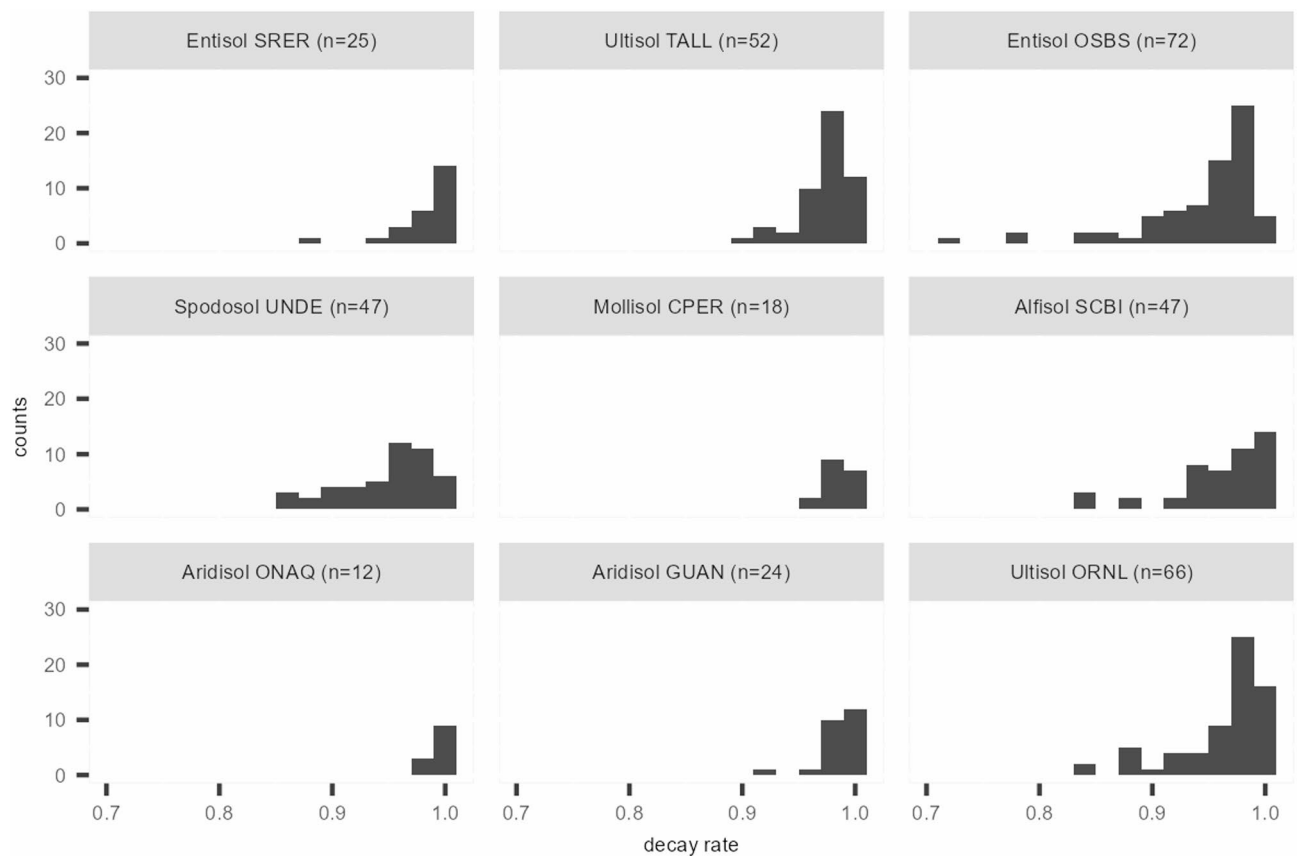 Entisol SRER (n=25)
Ultisol TALL (n=52)
Entisol OSBS (n=72)
30
20
10
0
Spodosol UNDE (n=47)
Mollisol CPER (n=18)
Alfisol SCBI (n=47)
30
20
10
0
counts
Aridisol ONAQ (n=12)
Aridisol GUAN (n=24)
Ultisol ORNL (n=66)
30
20
10
0
0.7 0.8 0.9 1.0
0.7 0.8 0.9 1.0
0.7 0.8 0.9 1.0
decay rate